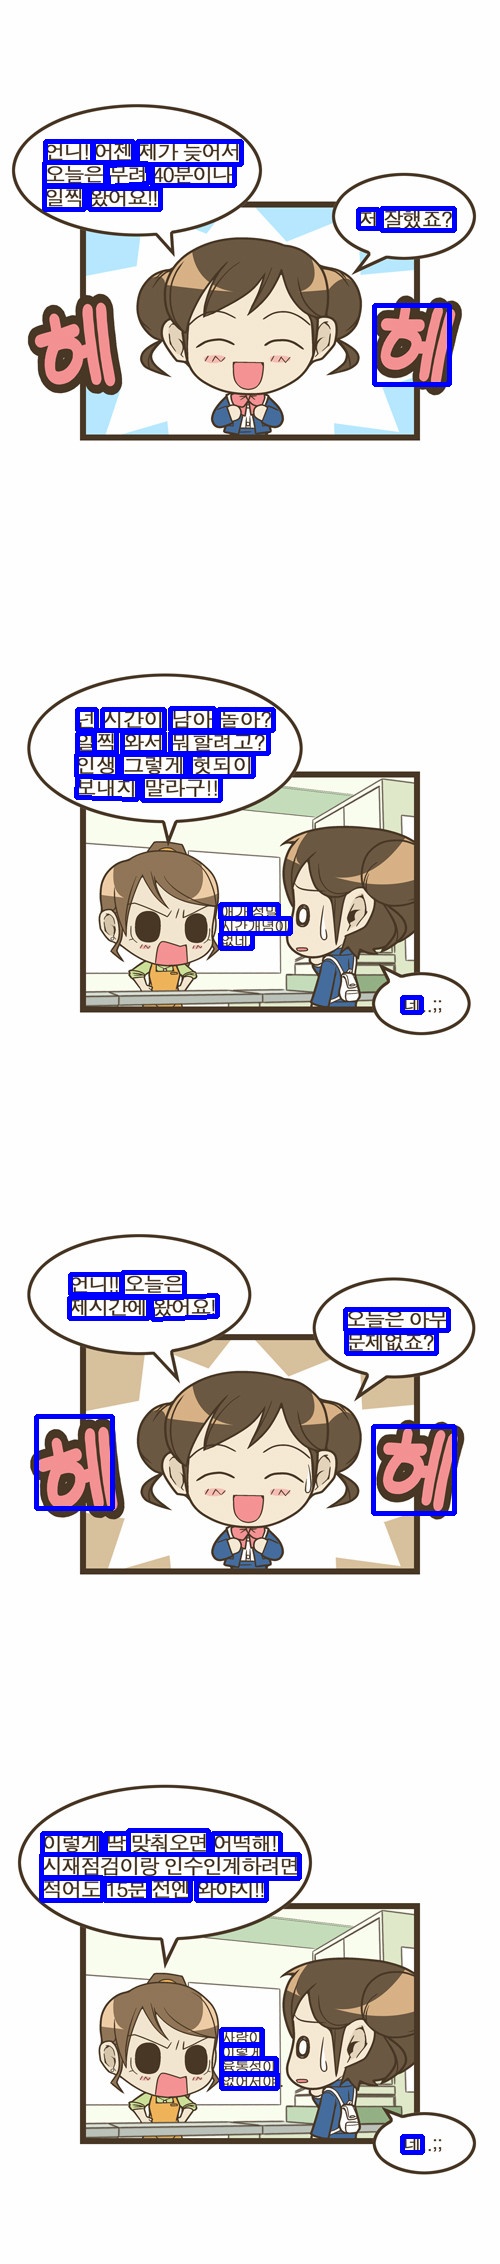 언니! 어젠 제가 늦어서
오늘은 무려 40분이나
일찍 왔어요!!
저 잘했죠?
헤
헤
넌 시간이 남아 돌아?
일찍 와서 뭐 할려고?
인생 그렇게 헛되이
보내지 말라구!!
얘가 정말
시간개념이
없네
네..;;
언니!! 오늘은
제시간에 왔어요!
오늘은 아무
문제없죠?
헤
헤
이렇게 딱 맞춰오면 어떡해!
시재점검이랑 인수인계하려면
적어도 15분 전엔 와야지!!
사람이
이렇게
융통성이
없어서야..
네..;;